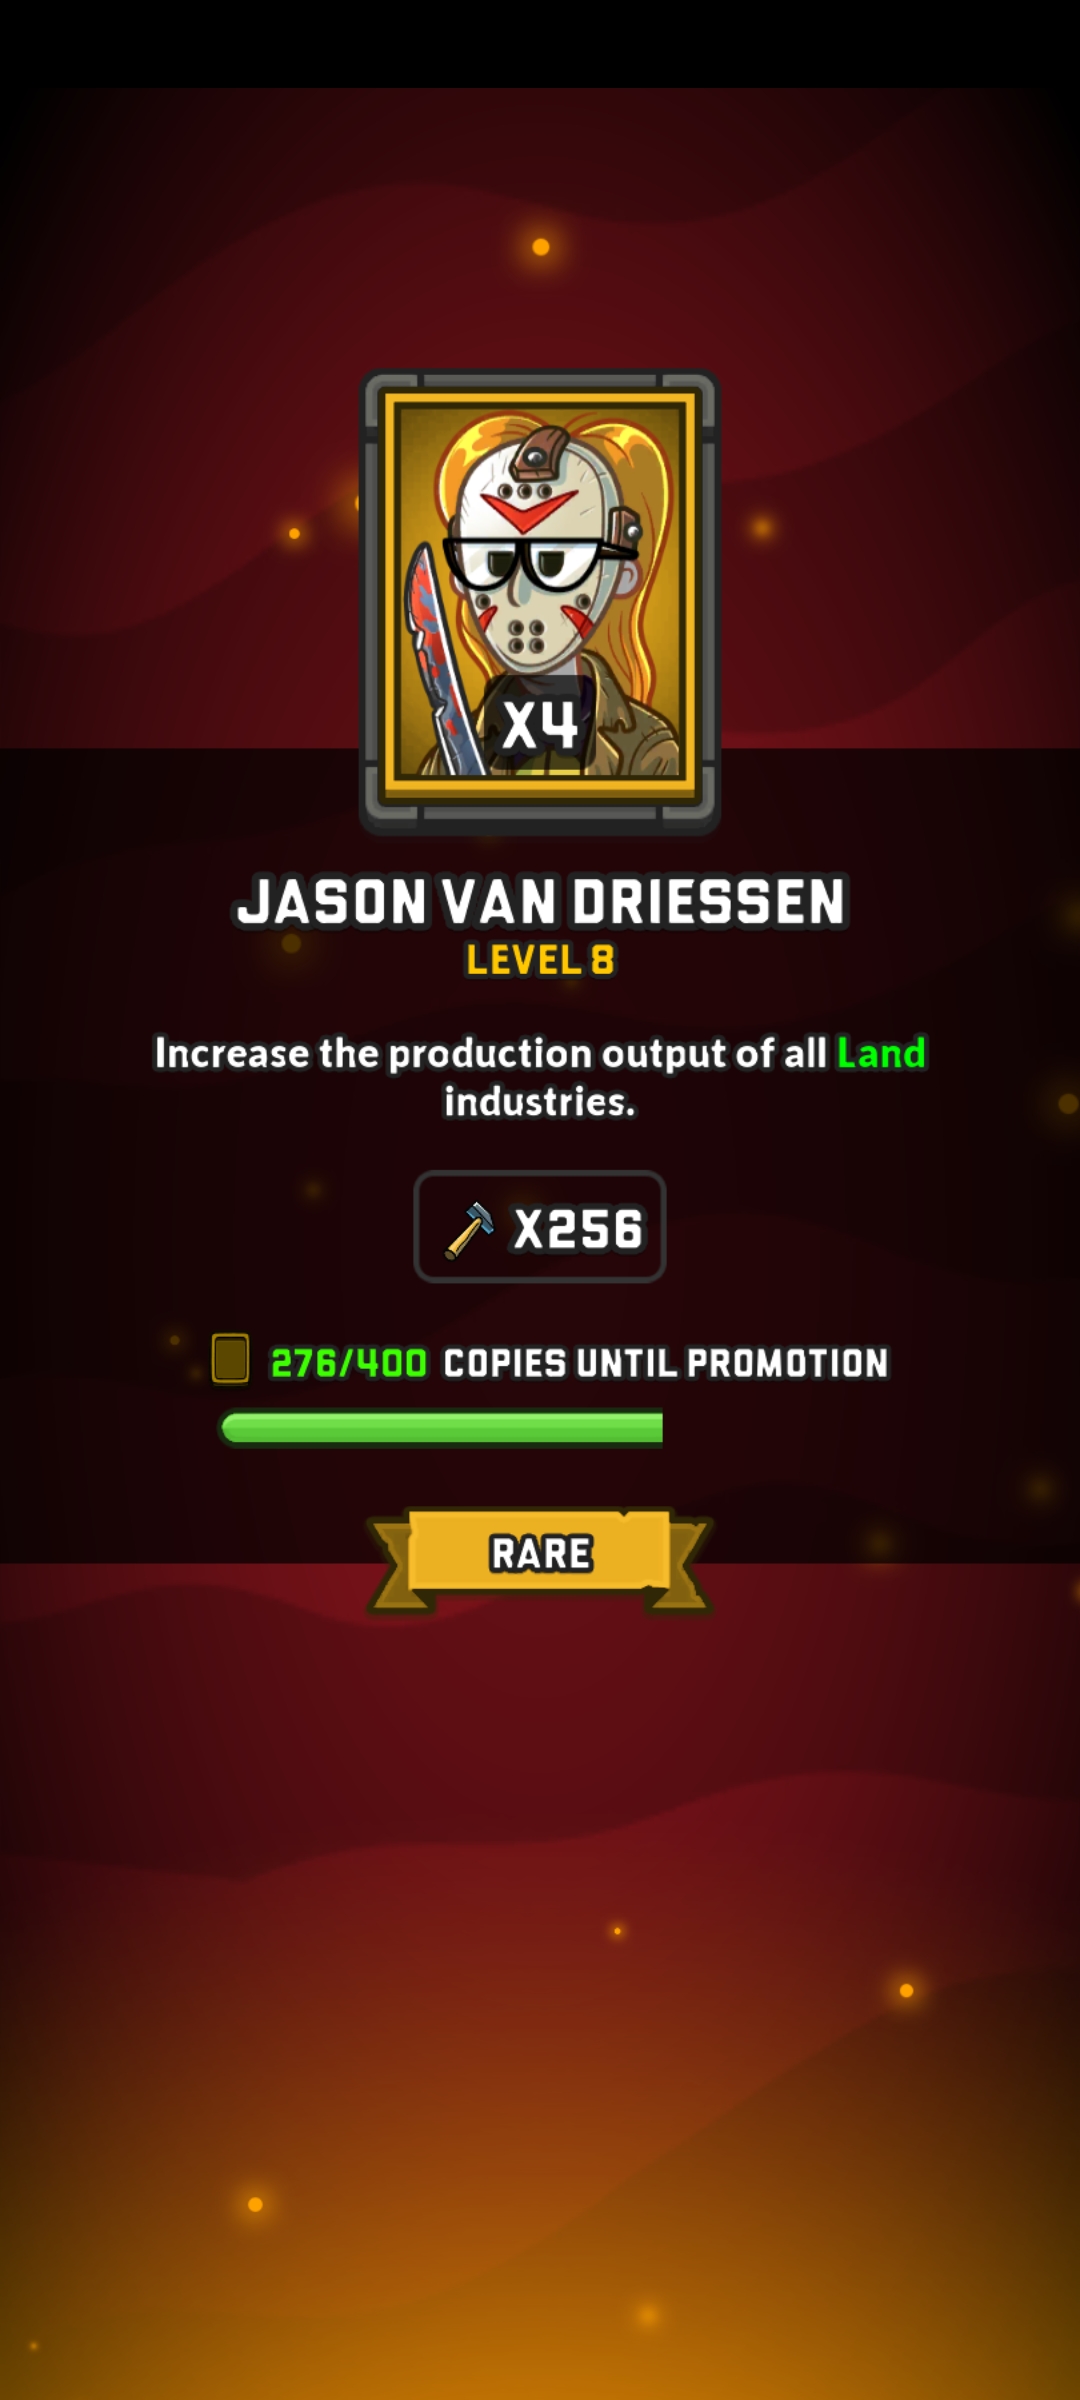 X4
JASON VAN DRIESSEN
LEVEL 8
Increase the production output of all Land
industries.
X256
276/400 COPIES UNTIL PROMOTION
RARE